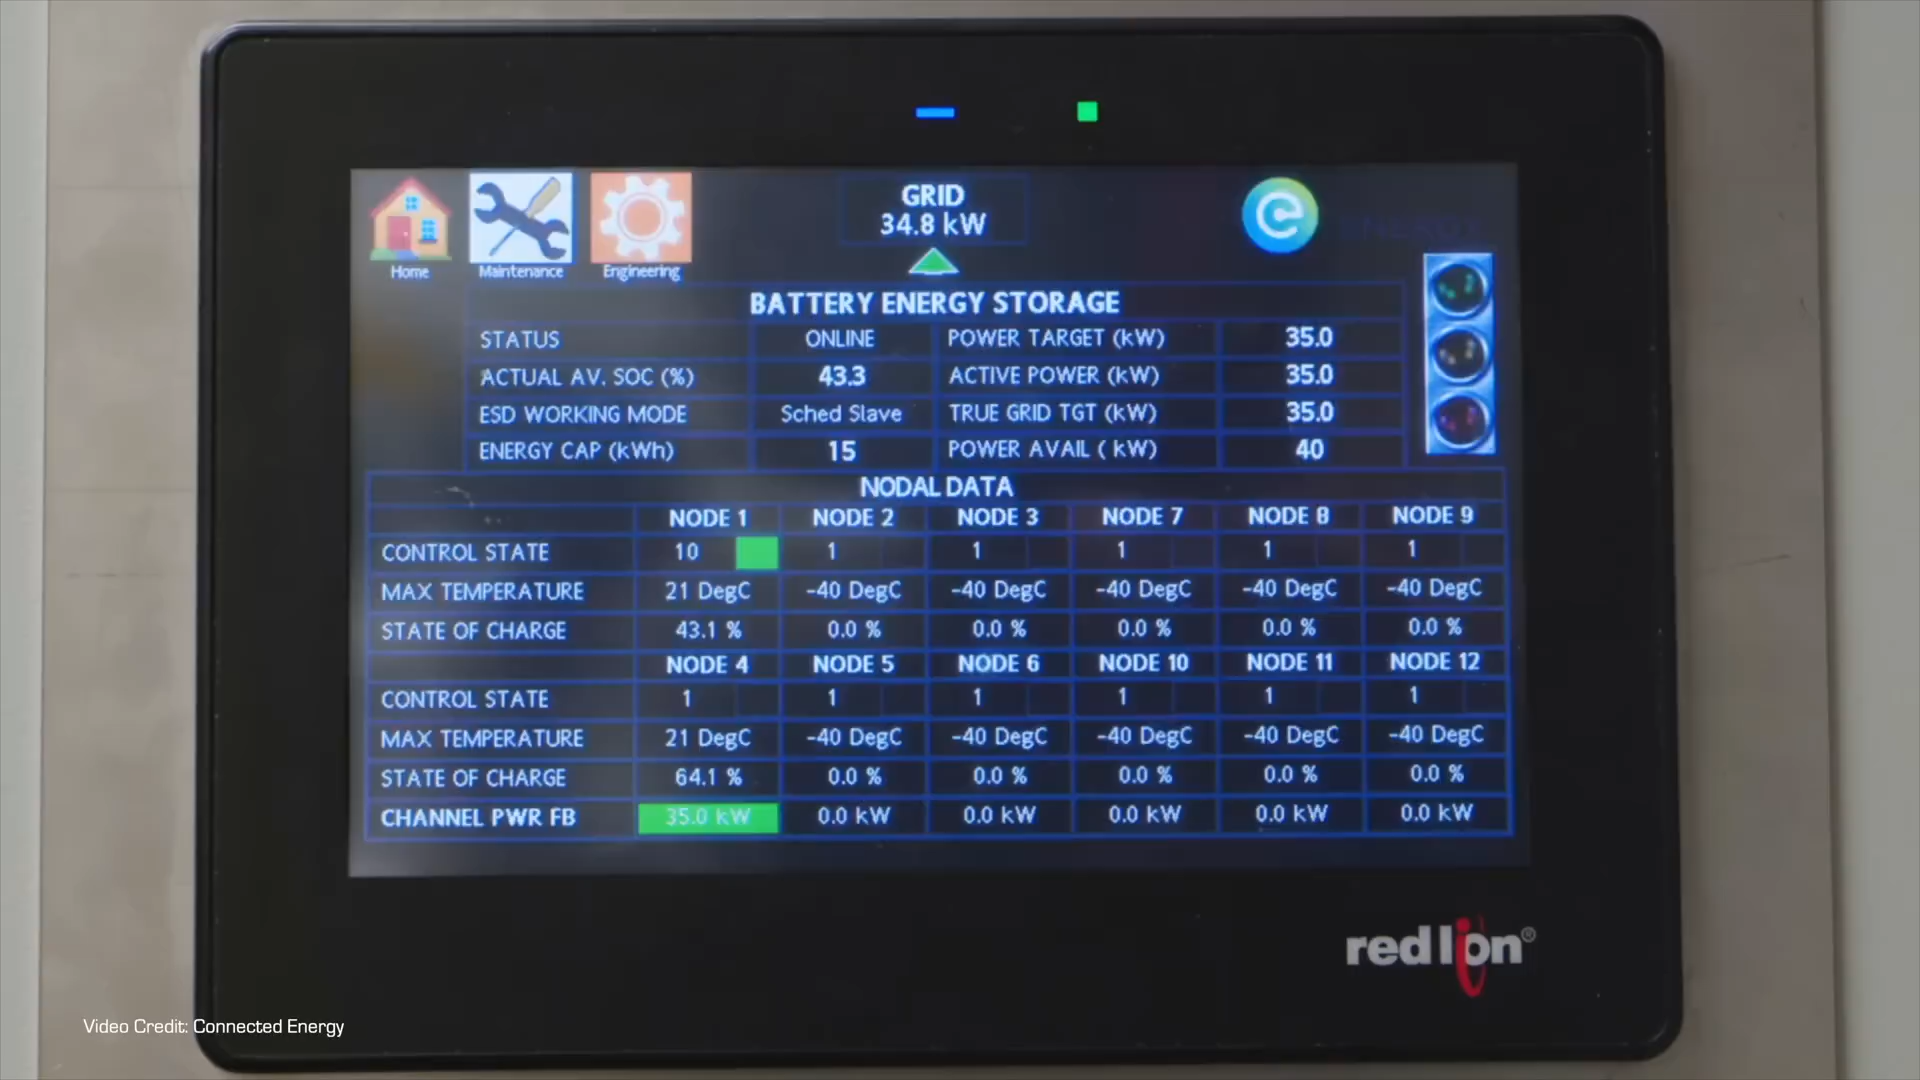 GRID
34.8 kW
Home
Maintenance
Engineering
BATTERY ENERGY STORAGE
STATUS ONLINE POWER TARGET (kW) 35.0
ACTUAL AV. SOC (%) 43.3 ACTIVE POWER (kW) 35.0
ESD WORKING MODE Sched Slave TRUE GRID TGT (kW) 35.0
ENERGY CAP (kWh) 15 POWER AVAIL ( kW) 40
NODAL DATA
NODE 1 NODE 2 NODE 3 NODE 7 NODE 8 NODE 9
CONTROL STATE 10 1 1 1 1 1
MAX TEMPERATURE 21 DegC -40 DegC -40 DegC -40 DegC -40 DegC -40 DegC
STATE OF CHARGE 43.1 % 0.0 % 0.0 % 0.0 % 0.0 % 0.0 %
NODE 4 NODE 5 NODE 6 NODE 10 NODE 11 NODE 12
CONTROL STATE 1 1 1 1 1 1
MAX TEMPERATURE 21 DegC -40 DegC -40 DegC -40 DegC -40 DegC -40 DegC
STATE OF CHARGE 64.1 % 0.0 % 0.0 % 0.0 % 0.0 % 0.0 %
CHANNEL PWR FB 35.0 kW 0.0 kW 0.0 kW 0.0 kW 0.0 kW 0.0 kW
red lion®
Video Credit: Connected Energy